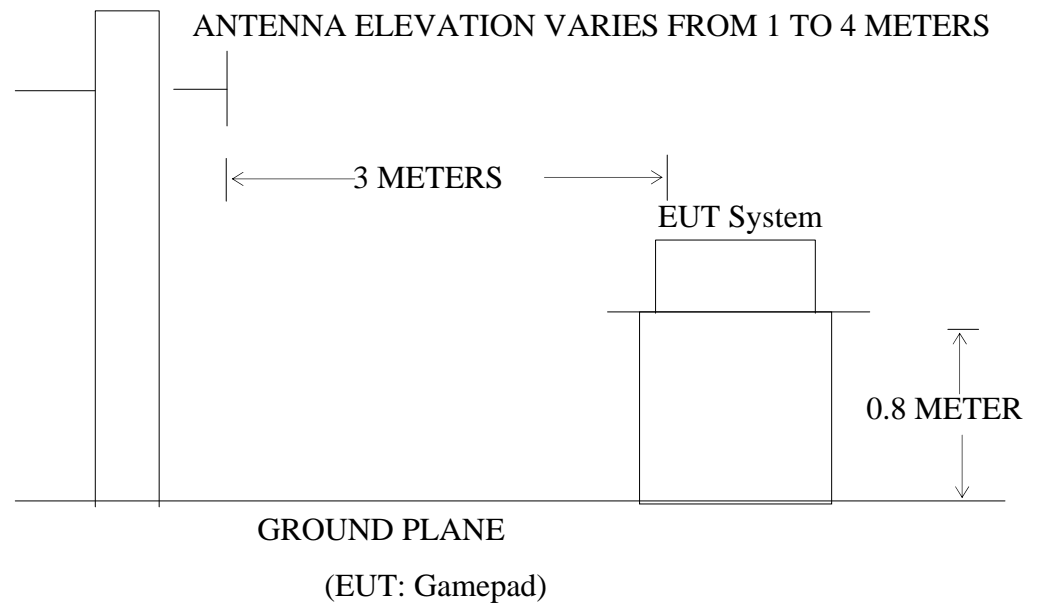 ANTENNA ELEVATION VARIES FROM 1 TO 4 METERS
3 METERS
EUT System
0.8 METER
GROUND PLANE
(EUT: Gamepad)